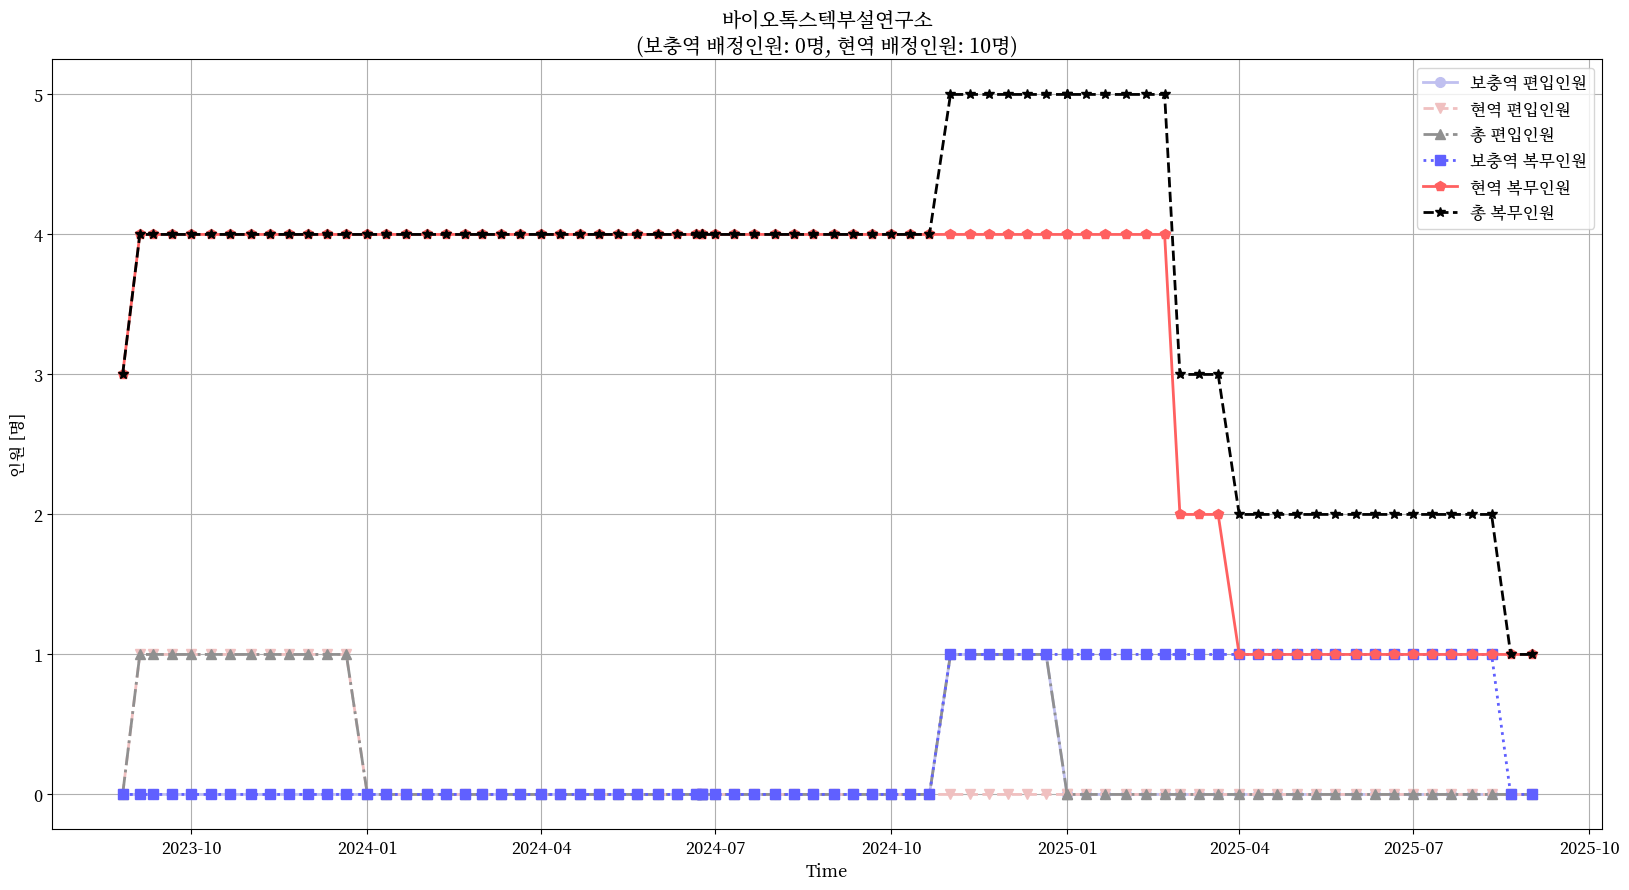 바이오톡스텍부설연구소
(보충역 배정인원: 0명, 현역 배정인원: 10명)
보충역 편입인원
현역 편입인원
총 편입인원
보충역 복무인원
현역 복무인원
총 복무인원
인원 [명]
5
4
3
2
1
0
2023-10
2024-01
2024-04
2024-07
2024-10
2025-01
2025-04
2025-07
2025-10
Time